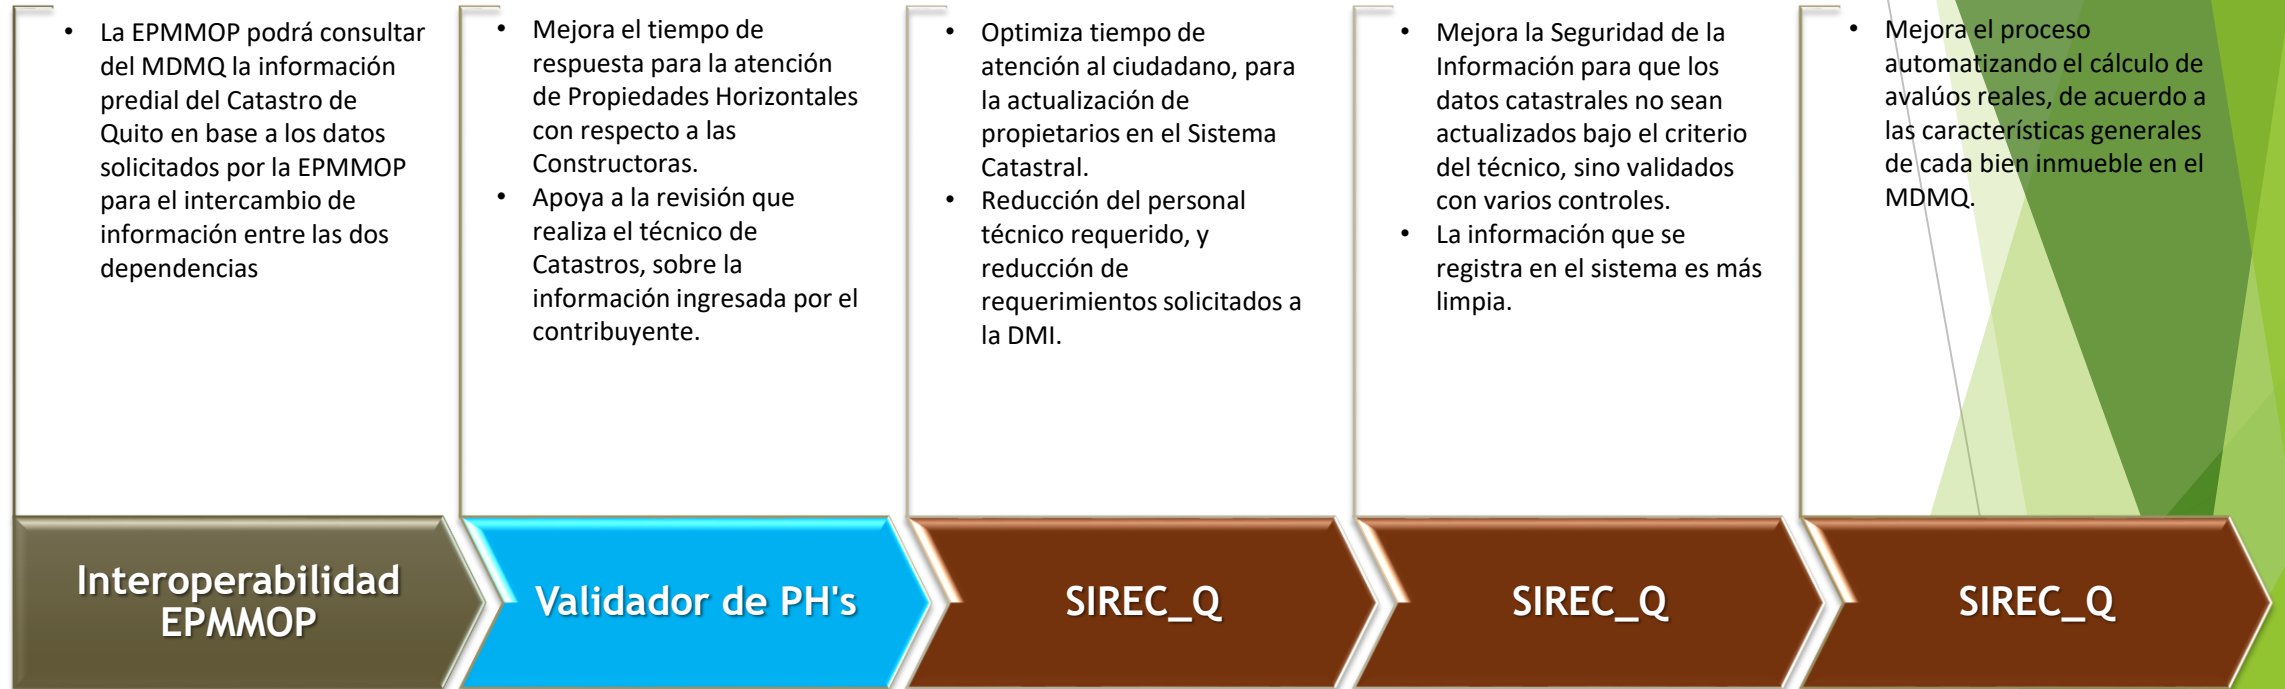 • La EPMMOP podrá consultar
del MDMQ la información
predial del Catastro de
Quito en base a los datos
solicitados por la EPMMOP
para el intercambio de
información entre las dos
dependencias
• Mejora el tiempo de
respuesta para la atención
de Propiedades Horizontales
con respecto a las
Constructoras.
• Apoya a la revisión que
realiza el técnico de
Catastros, sobre la
información ingresada por el
contribuyente.
• Optimiza tiempo de
atención al ciudadano, para
la actualización de
propietarios en el Sistema
Catastral.
• Reducción del personal
técnico requerido, y
reducción de
requerimientos solicitados a
la DMI.
• Mejora la Seguridad de la
Información para que los
datos catastrales no sean
actualizados bajo el criterio
del técnico, sino validados
con varios controles.
• La información que se
registra en el sistema es más
limpia.
• Mejora el proceso
automatizando el cálculo de
avalúos reales, de acuerdo a
las características generales
de cada bien inmueble en el
MDMQ.
Interoperabilidad
EPMMOP
Validador de PH's
SIREC_Q
SIREC_Q
SIREC_Q